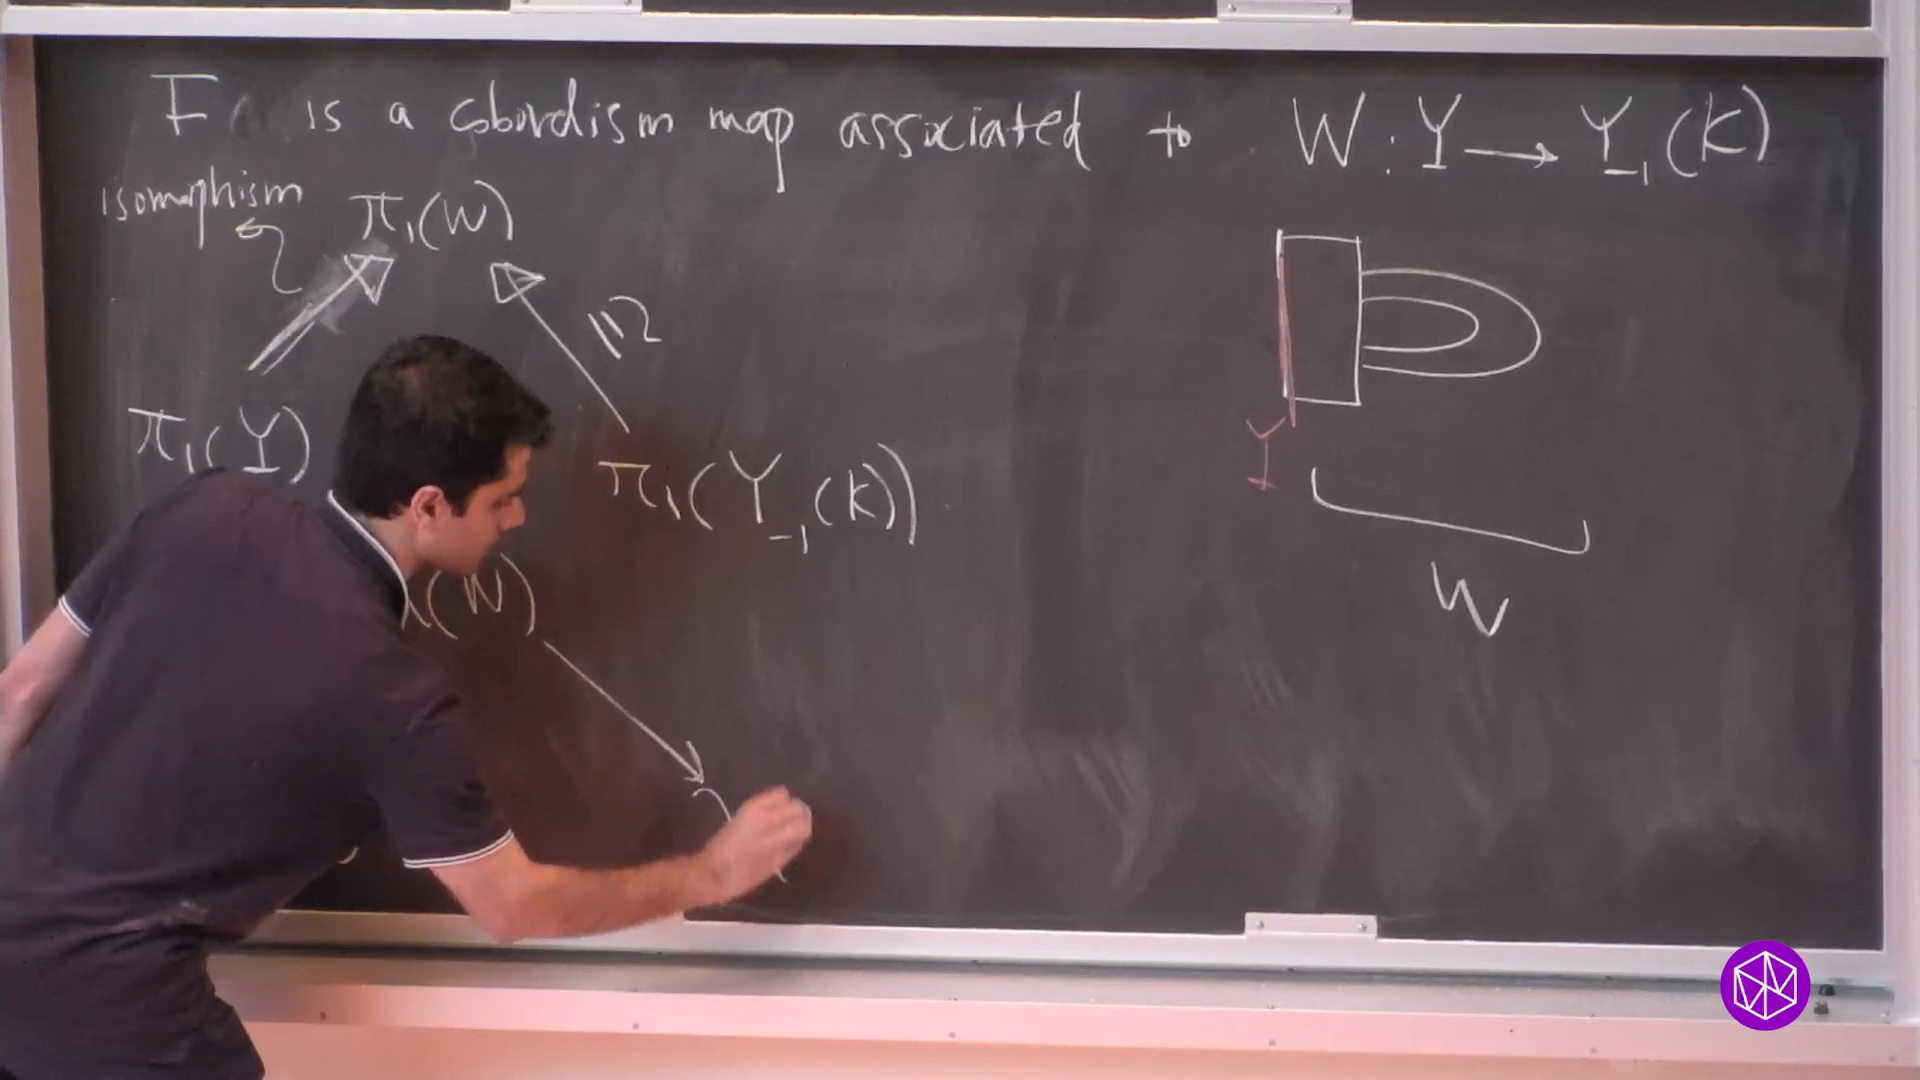 F is a cobordism map associated to W : Y → Y₋₁(K)
isomorphism
π₁(W)
π₁(Y)
π₁(Y₋₁(K))
Y
(W)
W